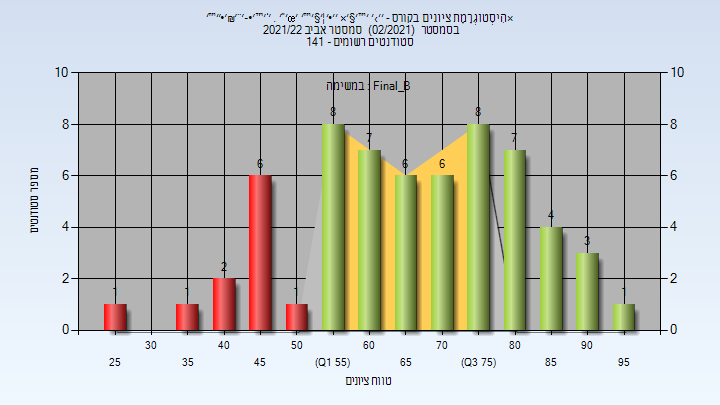 היסטוגרמת ציונים בקורס -
בסמסטר (02/2021) סמסטר אביב 2021/22
סטודנטים רשומים - 141
במשימה : Final_B
מספר סטודנטים
10 10
8 8
6 6
4 4
2 2
0 0
1 1 2 6 1 8 7 6 6 8 7 4 3 1
30 40 50 60 70 80 90
25 35 45 (Q1 55) 65 (Q3 75) 85 95
טווח ציונים